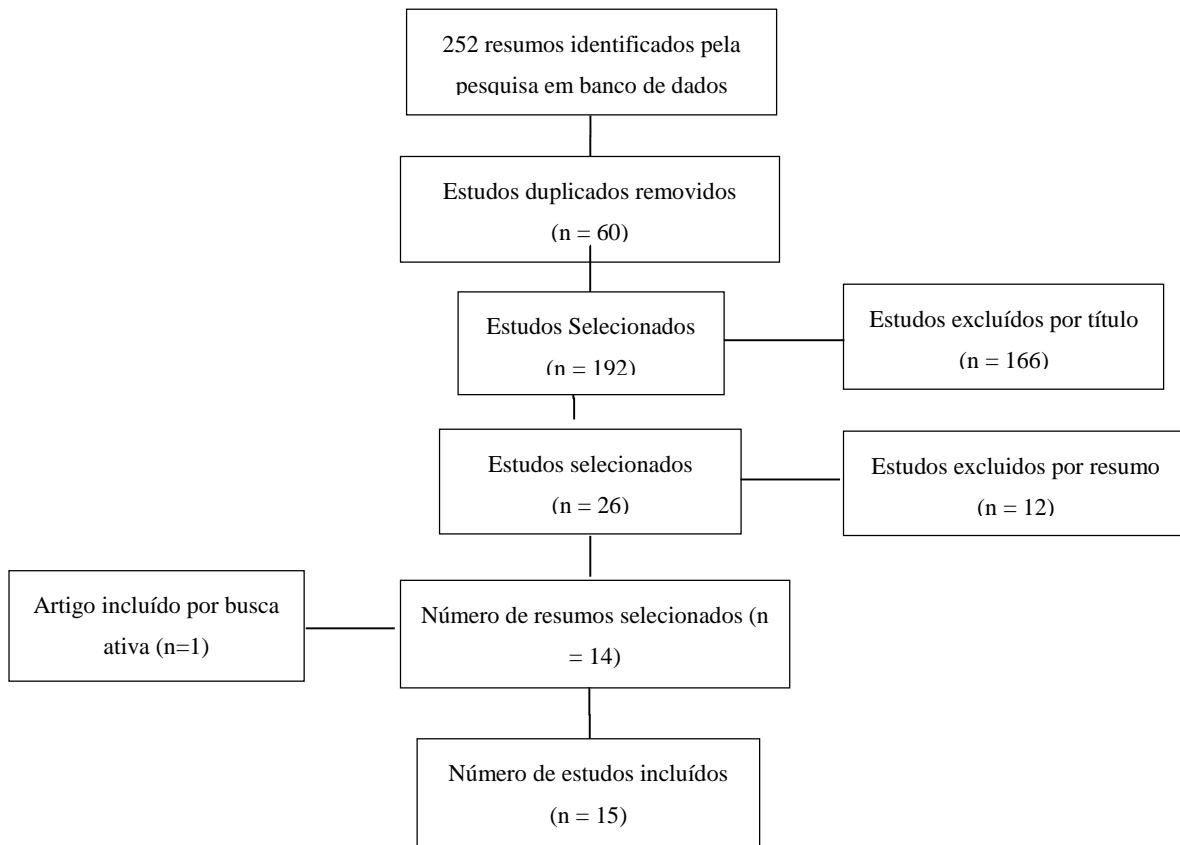 252 resumos identificados pela
pesquisa em banco de dados
Estudos duplicados removidos
(n = 60)
Estudos Selecionados
(n = 192)
Estudos excluídos por título
(n = 166)
Estudos selecionados
(n = 26)
Estudos excluidos por resumo
(n = 12)
Artigo incluído por busca
ativa (n=1)
Número de resumos selecionados (n
= 14)
Número de estudos incluídos
(n = 15)